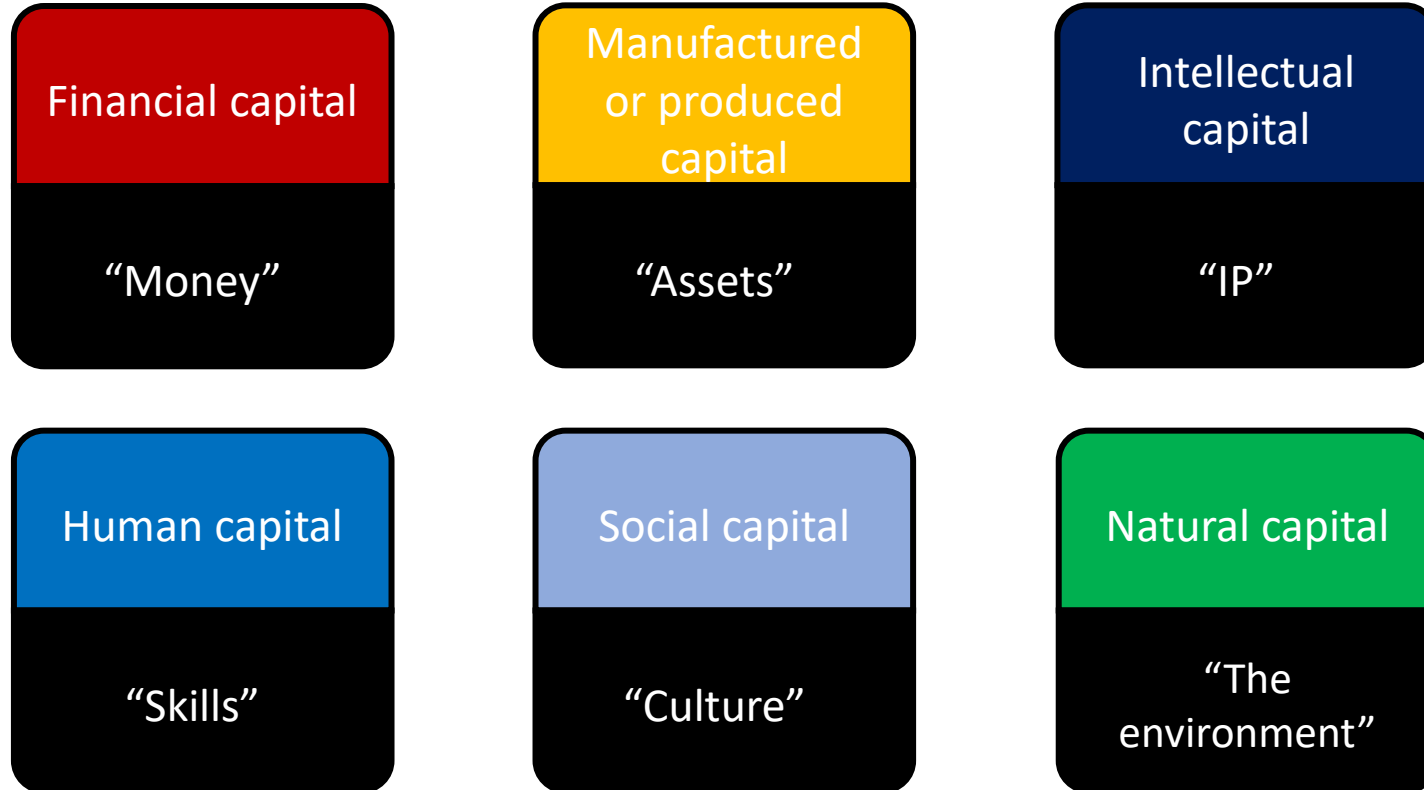 Financial capital
“Money”
Manufactured
or produced
capital
“Assets”
Intellectual
capital
“IP”
Human capital
“Skills”
Social capital
“Culture”
Natural capital
“The
environment”